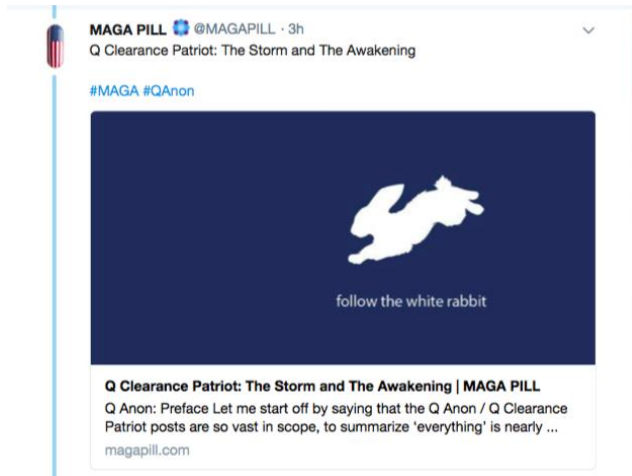 MAGA PILL @MAGAPILL · 3h
Q Clearance Patriot: The Storm and The Awakening
#MAGA #QAnon
follow the white rabbit
Q Clearance Patriot: The Storm and The Awakening | MAGA PILL
Q Anon: Preface Let me start off by saying that the Q Anon / Q Clearance
Patriot posts are so vast in scope, to summarize 'everything' is nearly ...
magapill.com